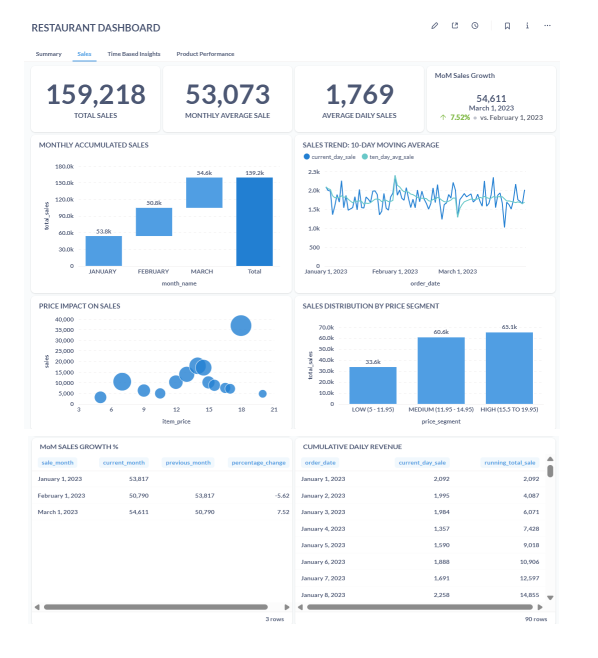 RESTAURANT DASHBOARD
Summary Sales Time Based Insights Product Performance
159,218
TOTAL SALES
53,073
MONTHLY AVERAGE SALE
1,769
AVERAGE DAILY SALES
MoM Sales Growth
54,611
March 1, 2023
↑ 7.52% • vs. February 1, 2023
MONTHLY ACCUMULATED SALES
total_sales
180.0k
150.0k
120.0k
90.0k
60.0k
30.0k
0
53.8k
50.8k
54.6k
159.2k
JANUARY FEBRUARY MARCH Total
month_name
SALES TREND: 10-DAY MOVING AVERAGE
current_day_sale ten_day_avg_sale
2.5k
2.0k
1.5k
1.0k
500
0
January 1, 2023 February 1, 2023 March 1, 2023
order_date
PRICE IMPACT ON SALES
sales
40,000
35,000
30,000
25,000
20,000
15,000
10,000
5,000
0
3 6 9 12 15 18 21
item_price
SALES DISTRIBUTION BY PRICE SEGMENT
total_sales
70.0k
60.0k
50.0k
40.0k
30.0k
20.0k
10.0k
0
33.6k
60.6k
65.1k
LOW (5 - 11.95) MEDIUM (11.95 - 14.95) HIGH (15.5 TO 19.95)
price_segment
MoM SALES GROWTH %
sale_month current_month previous_month percentage_change
January 1, 2023 53,817
February 1, 2023 50,790 53,817 -5.62
March 1, 2023 54,611 50,790 7.52
3 rows
CUMULATIVE DAILY REVENUE
order_date current_day_sale running_total_sale
January 1, 2023 2,092 2,092
January 2, 2023 1,995 4,087
January 3, 2023 1,984 6,071
January 4, 2023 1,357 7,428
January 5, 2023 1,590 9,018
January 6, 2023 1,888 10,906
January 7, 2023 1,691 12,597
January 8, 2023 2,258 14,855
90 rows